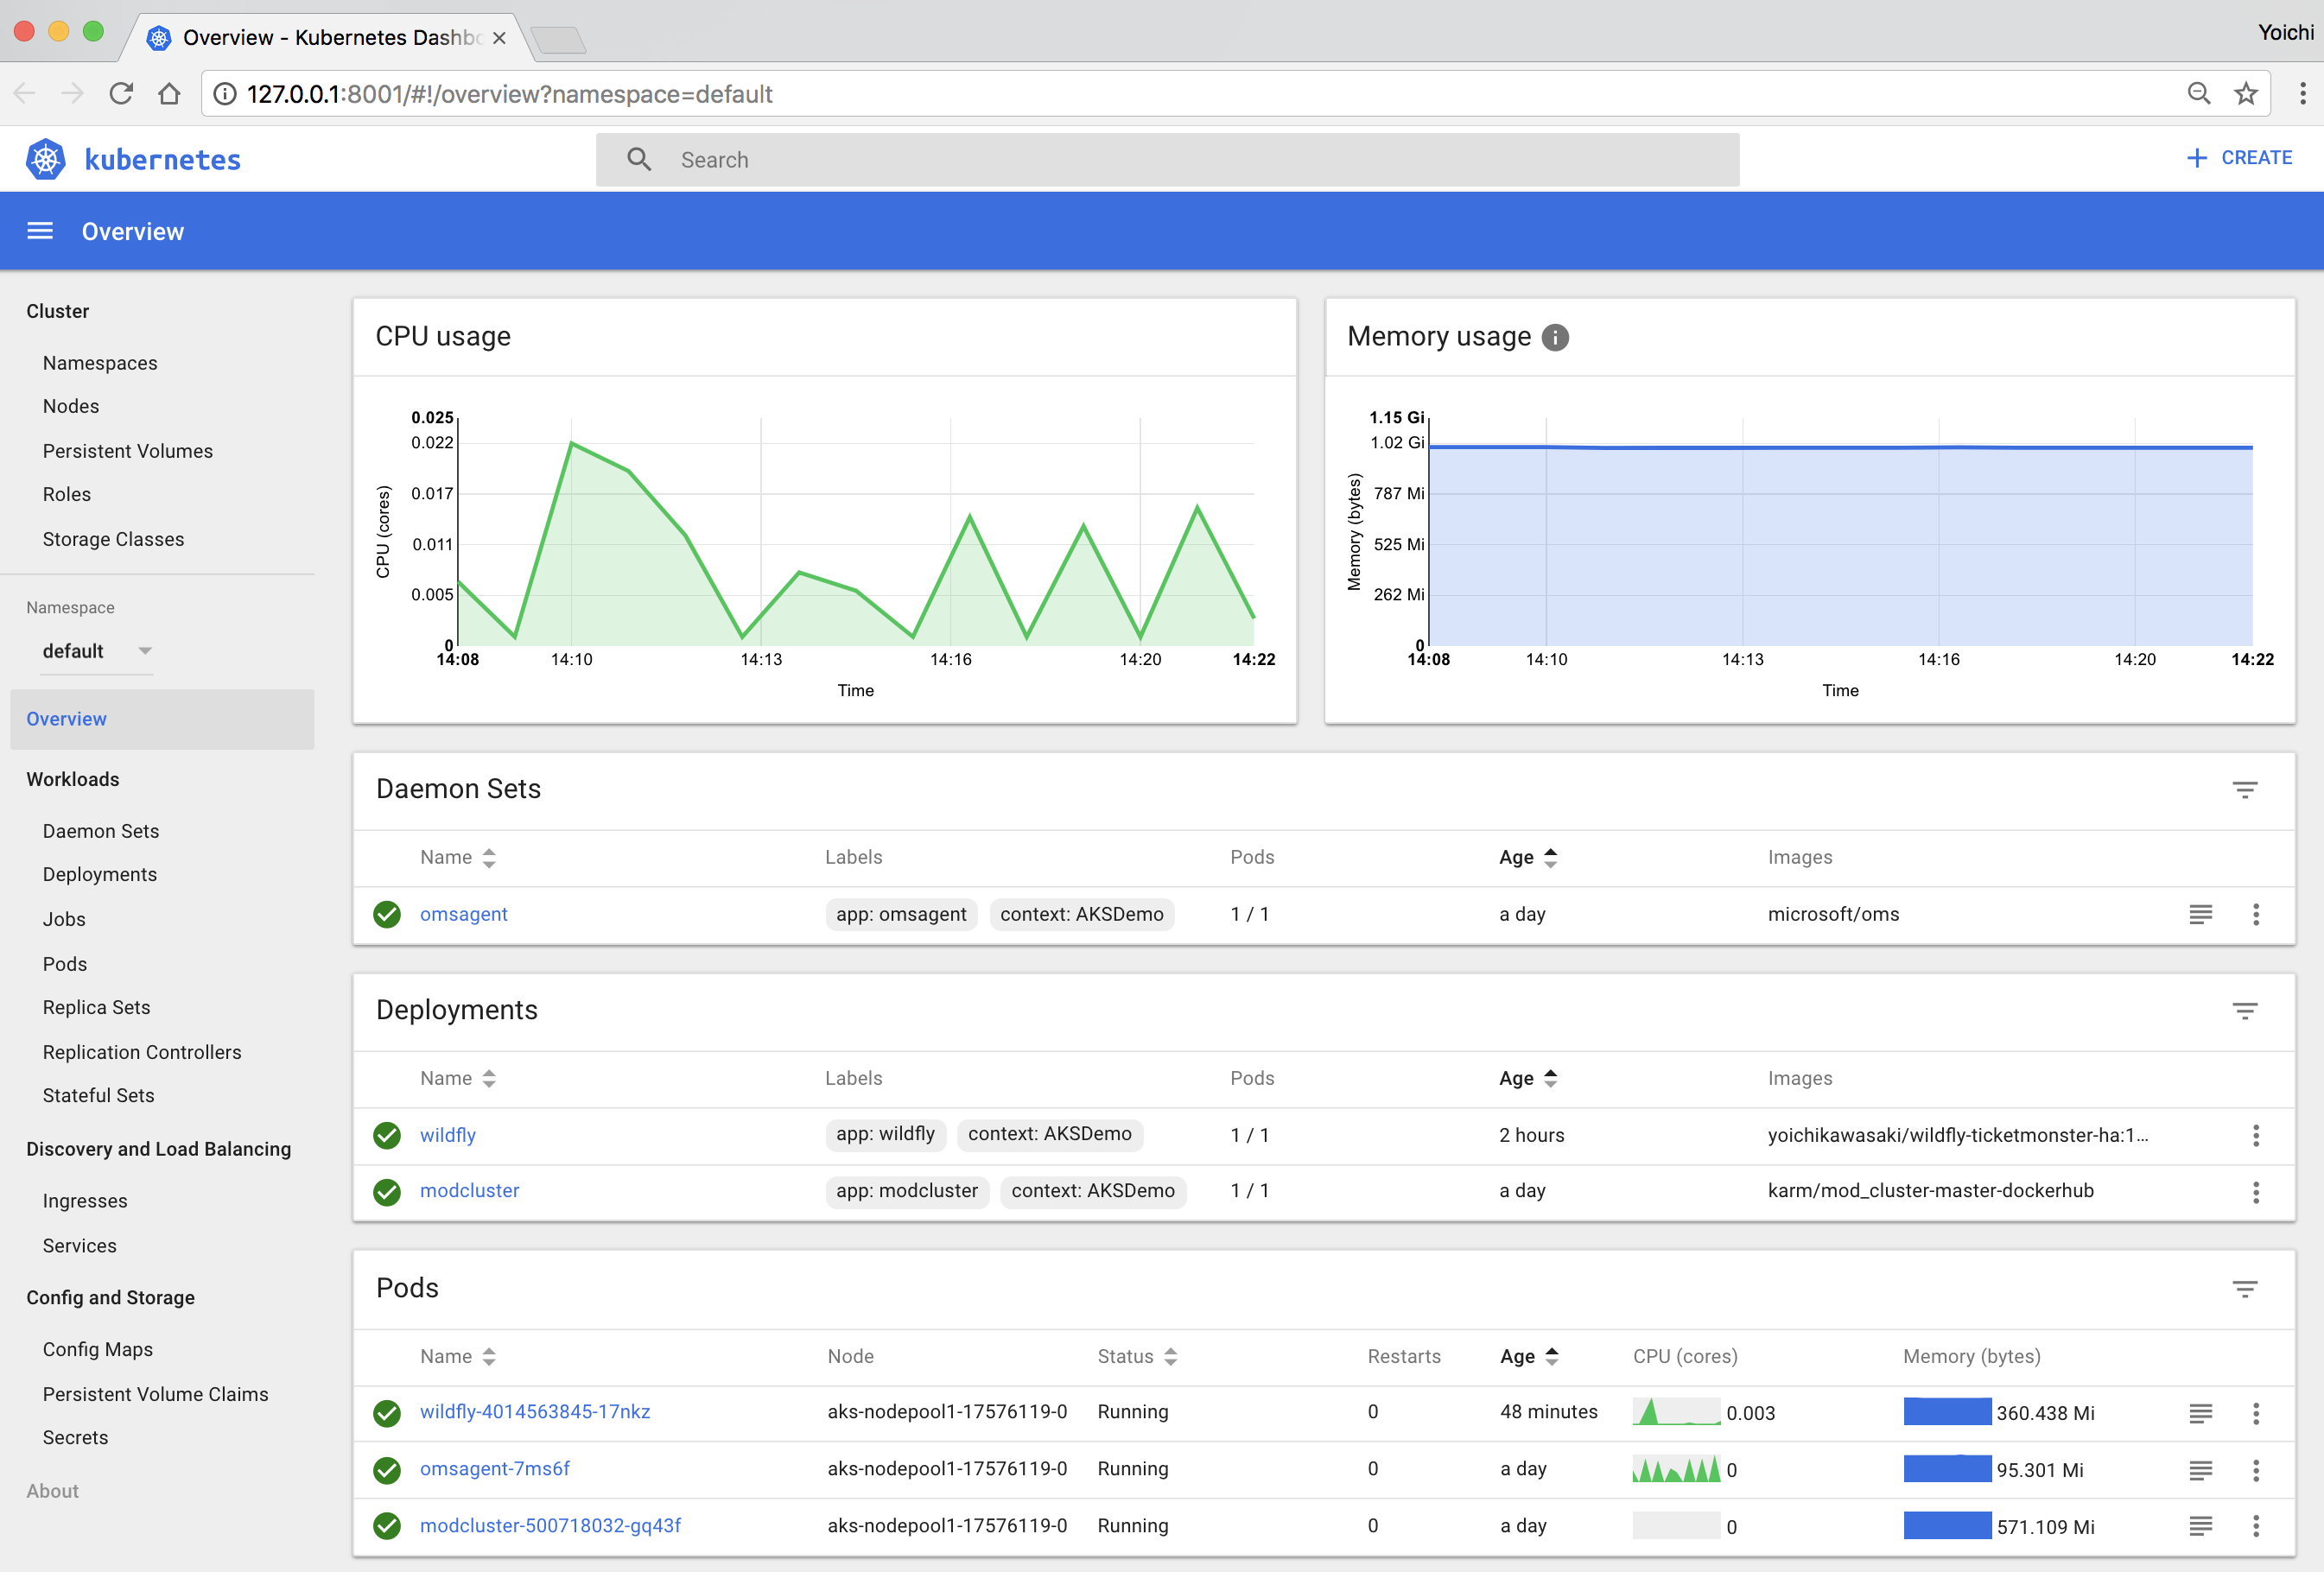 Overview - Kubernetes Dashbo
Yoichi
127.0.0.1:8001/#!/overview?namespace=default
kubernetes
Search
CREATE
Overview
Cluster
Namespaces
Nodes
Persistent Volumes
Roles
Storage Classes
Namespace
default
Overview
Workloads
Daemon Sets
Deployments
Jobs
Pods
Replica Sets
Replication Controllers
Stateful Sets
Discovery and Load Balancing
Ingresses
Services
Config and Storage
Config Maps
Persistent Volume Claims
Secrets
About
CPU usage
CPU (cores)
0.025
0.022
0.017
0.011
0.005
0
14:08 14:10 14:13 14:16 14:20 14:22
Time
Memory usage
Memory (bytes)
1.15 Gi
1.02 Gi
787 Mi
525 Mi
262 Mi
0
14:08 14:10 14:13 14:16 14:20 14:22
Time
Daemon Sets
Name Labels Pods Age Images
omsagent app: omsagent context: AKSDemo 1 / 1 a day microsoft/oms
Deployments
Name Labels Pods Age Images
wildfly app: wildfly context: AKSDemo 1 / 1 2 hours yoichikawasaki/wildfly-ticketmonster-ha:1...
modcluster app: modcluster context: AKSDemo 1 / 1 a day karm/mod_cluster-master-dockerhub
Pods
Name Node Status Restarts Age CPU (cores) Memory (bytes)
wildfly-4014563845-17nkz aks-nodepool1-17576119-0 Running 0 48 minutes 0.003 360.438 Mi
omsagent-7ms6f aks-nodepool1-17576119-0 Running 0 a day 0 95.301 Mi
modcluster-500718032-gq43f aks-nodepool1-17576119-0 Running 0 a day 0 571.109 Mi